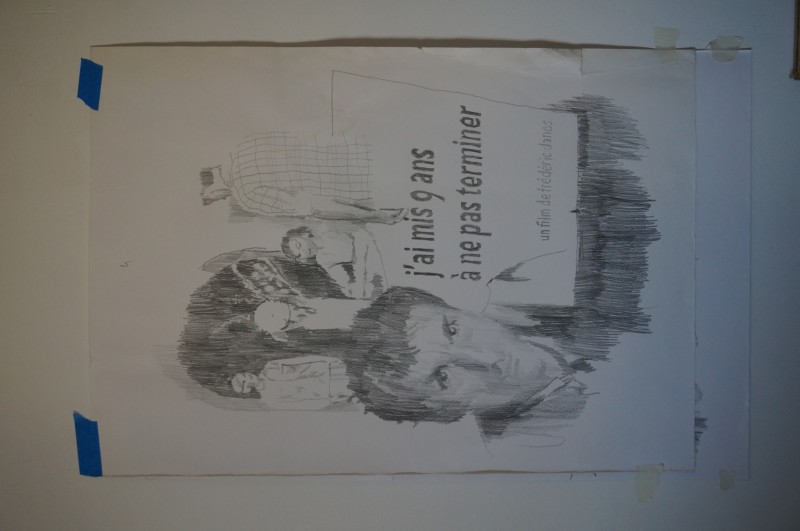 j'ai mis 9 ans
à ne pas terminer
un film de frédéric danos